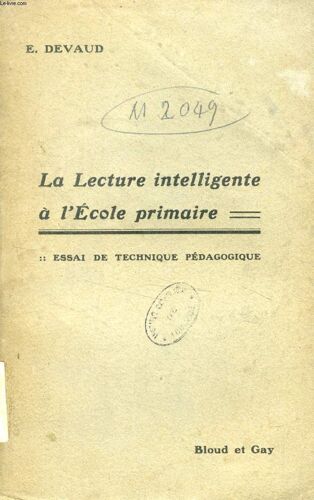 E. DEVAUD
M 2049
La Lecture intelligente
à l'École primaire
:: ESSAI DE TECHNIQUE PÉDAGOGIQUE
Bloud et Gay